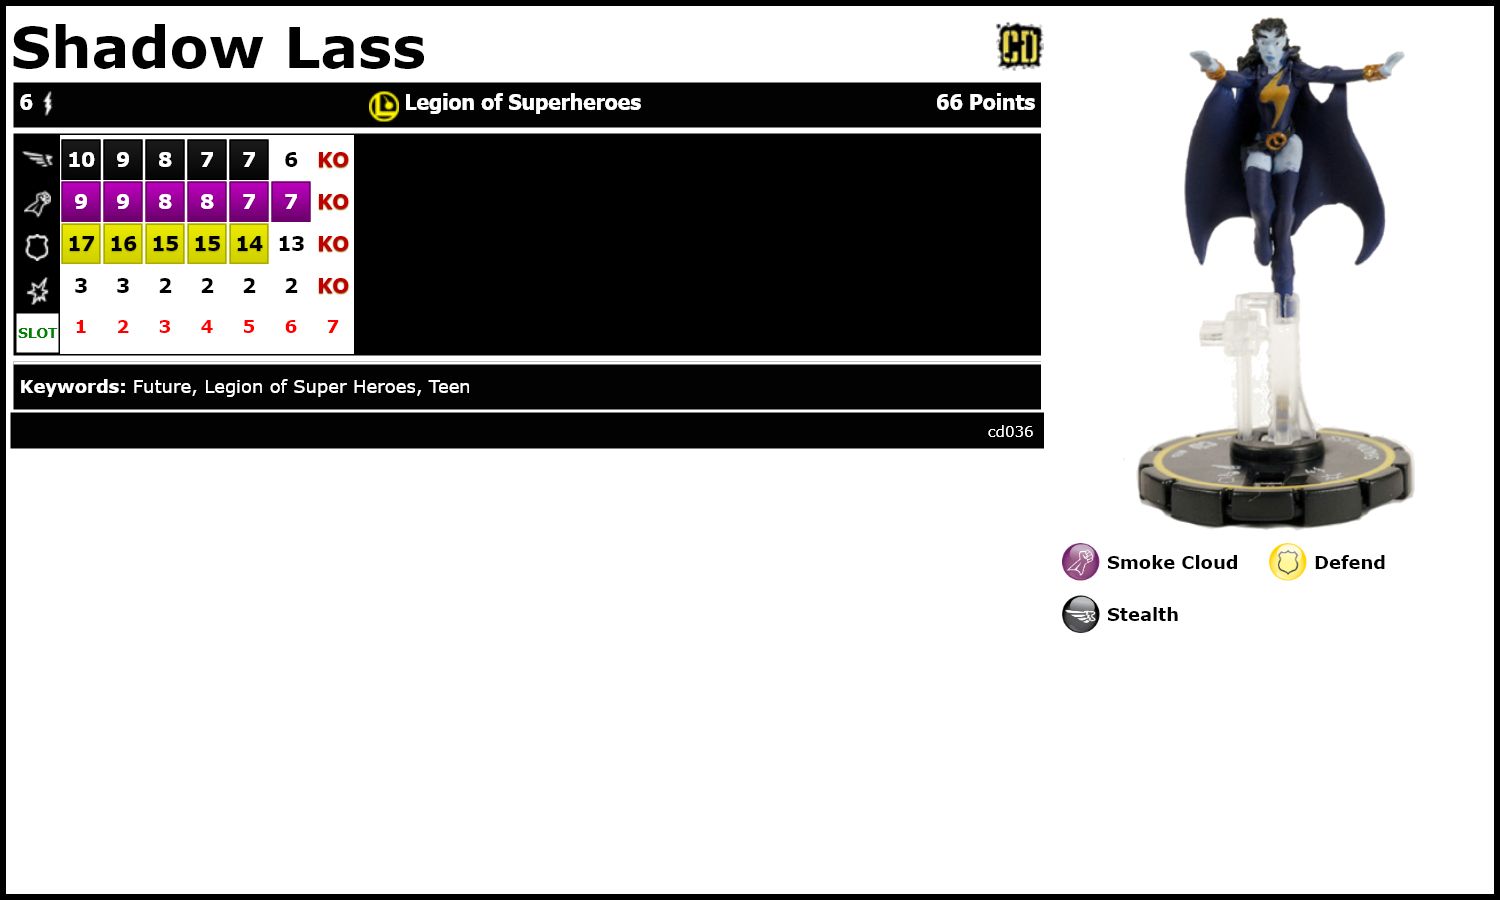 Shadow Lass
CD
6 Legion of Superheroes 66 Points
10 9 8 7 7 6 KO
9 9 8 8 7 7 KO
17 16 15 15 14 13 KO
3 3 2 2 2 2 KO
SLOT 1 2 3 4 5 6 7
Keywords: Future, Legion of Super Heroes, Teen
cd036
Smoke Cloud Defend
Stealth